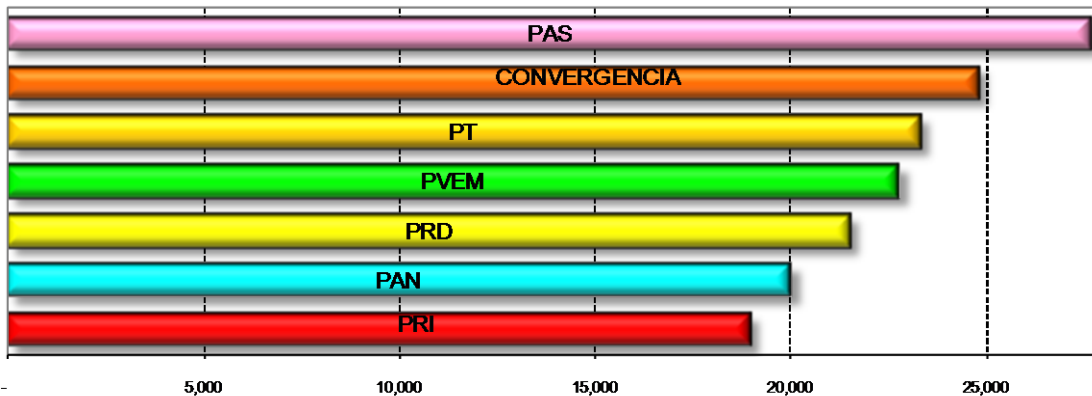 PAS
CONVERGENCIA
PT
PVEM
PRD
PAN
PRI
- 5,000 10,000 15,000 20,000 25,000